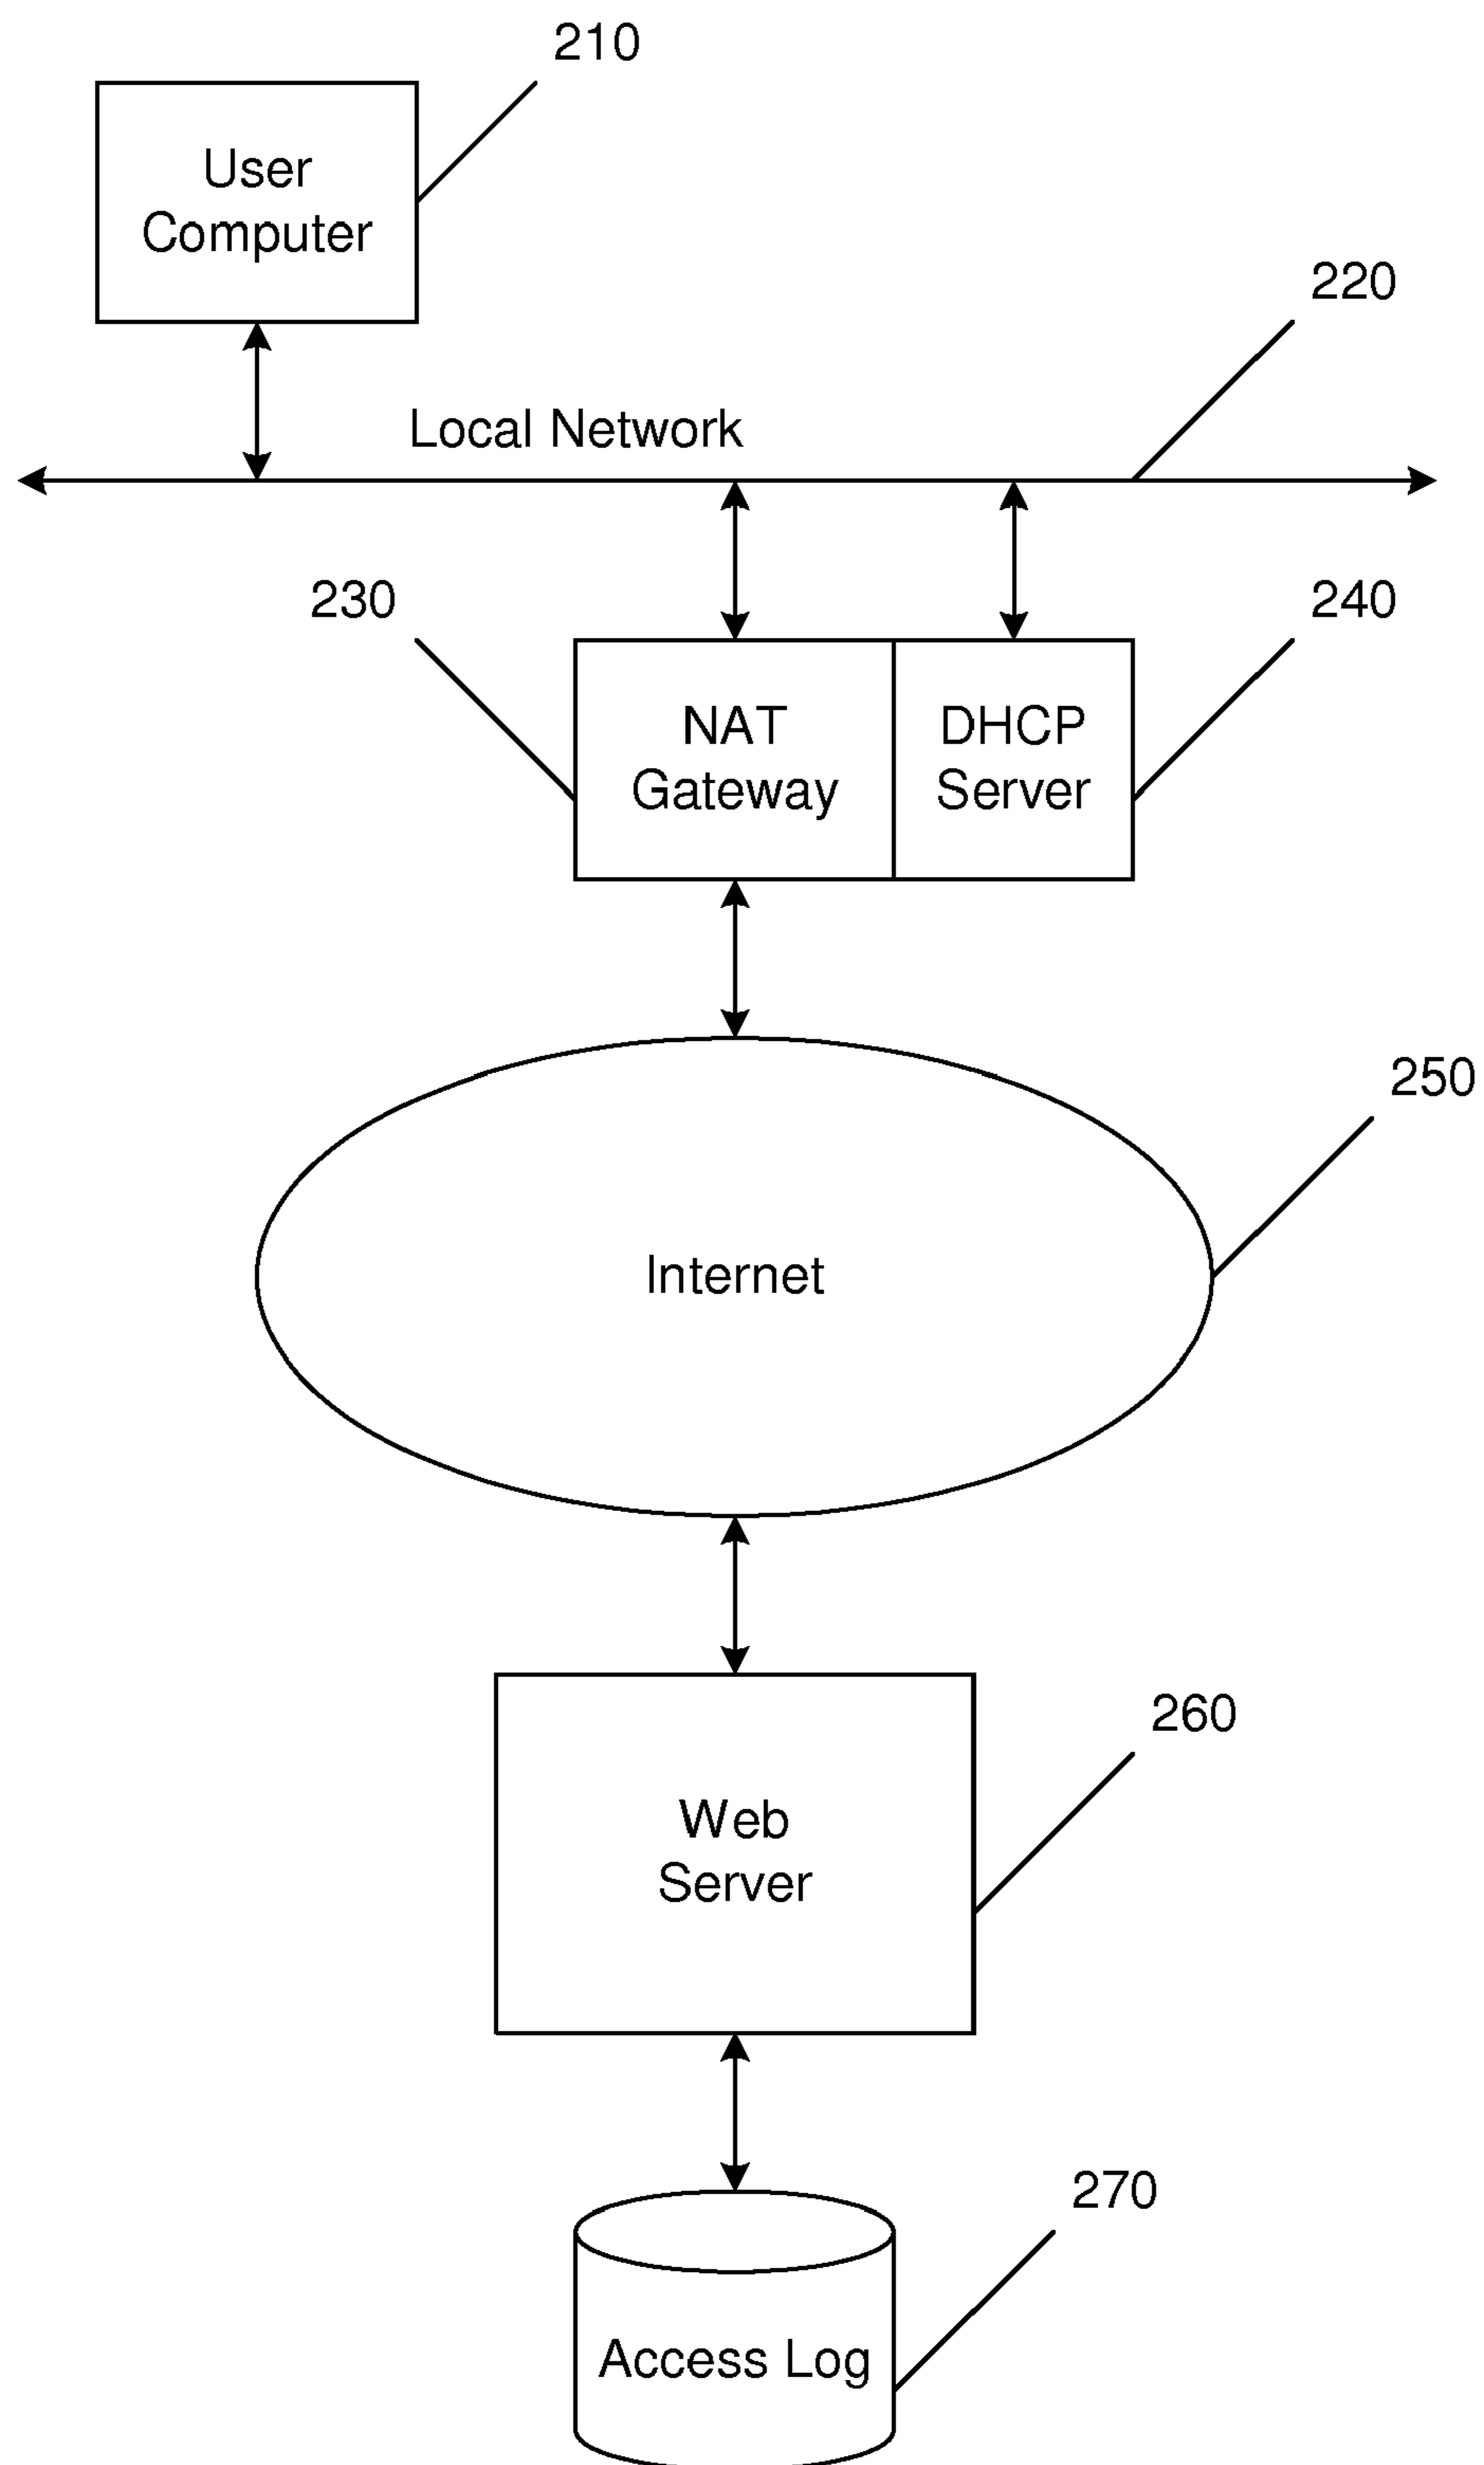 210
User
Computer
220
Local Network
230
240
NAT
Gateway
DHCP
Server
250
Internet
260
Web
Server
270
Access Log